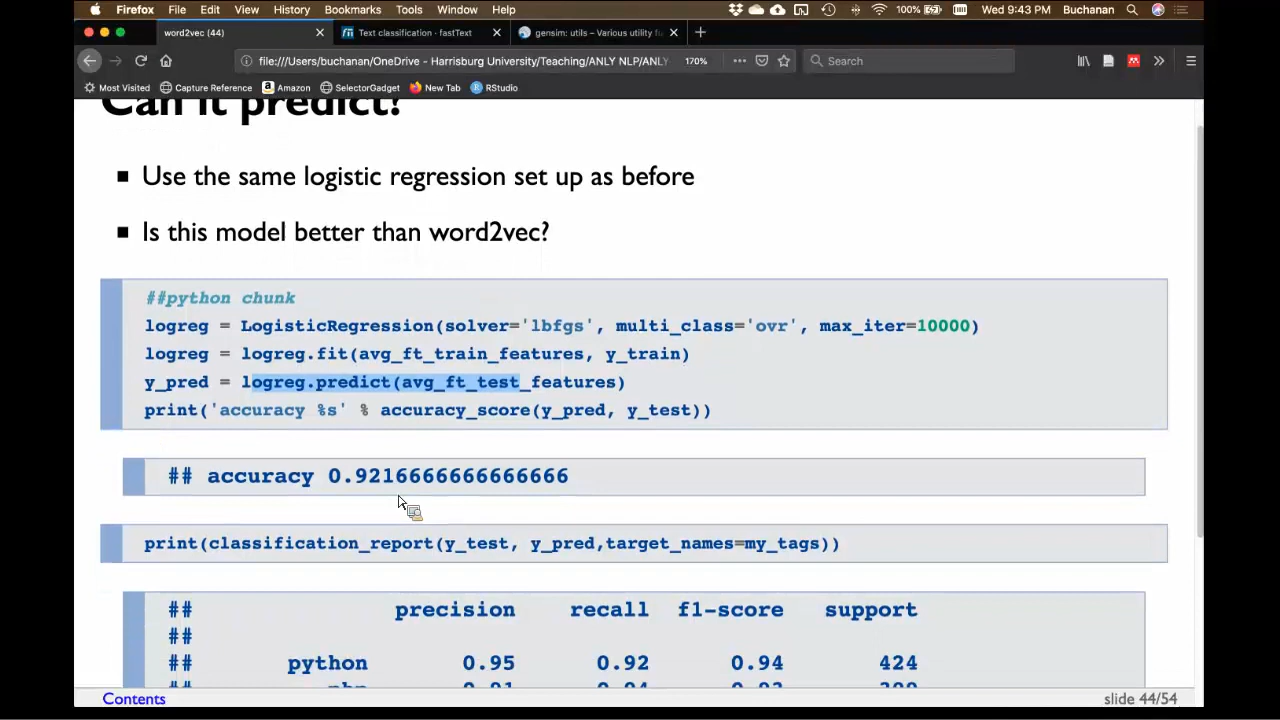 Firefox File Edit View History Bookmarks Tools Window Help 100% Wed 9:43 PM Buchanan
word2vec (44) Text classification · fastText gensim: utils – Various utility fu
file:///Users/buchanan/OneDrive - Harrisburg University/Teaching/ANLY NLP/ANLY 170% Search
Most Visited Capture Reference Amazon SelectorGadget New Tab RStudio
Can it predict?
Use the same logistic regression set up as before
Is this model better than word2vec?
##python chunk
logreg = LogisticRegression(solver='lbfgs', multi_class='ovr', max_iter=10000)
logreg = logreg.fit(avg_ft_train_features, y_train)
y_pred = logreg.predict(avg_ft_test_features)
print('accuracy %s' % accuracy_score(y_pred, y_test))
## accuracy 0.9216666666666666
print(classification_report(y_test, y_pred,target_names=my_tags))
## precision recall f1-score support
##
## python 0.95 0.92 0.94 424
Contents slide 44/54